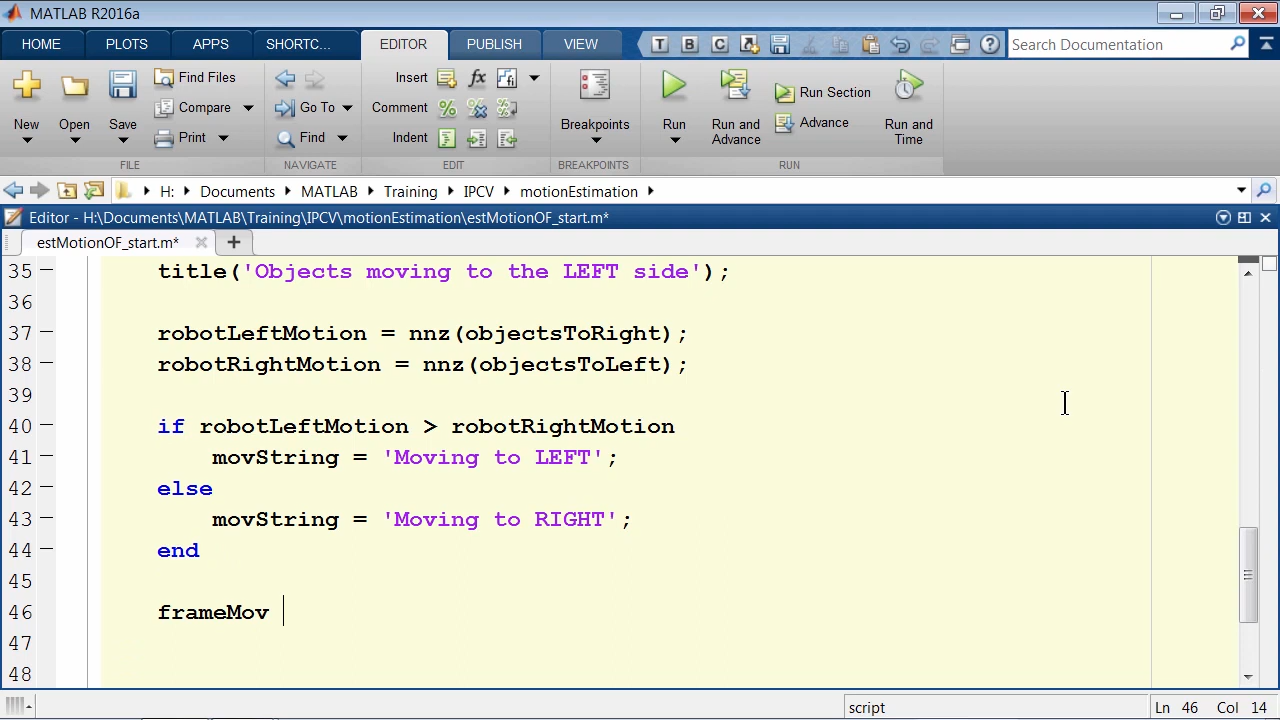 MATLAB R2016a
HOME PLOTS APPS SHORTC... EDITOR PUBLISH VIEW Search Documentation
New Open Save Find Files Compare Print
FILE
Go To Find
NAVIGATE
Insert fx
Comment
Indent
EDIT
Breakpoints
BREAKPOINTS
Run Run and Advance Run Section Advance Run and Time
RUN
H: Documents MATLAB Training IPCV motionEstimation
Editor - H:\Documents\MATLAB\Training\IPCV\motionEstimation\estMotionOF_start.m*
estMotionOF_start.m*
35 title('Objects moving to the LEFT side');
36
37 robotLeftMotion = nnz(objectsToRight);
38 robotRightMotion = nnz(objectsToLeft);
39
40 if robotLeftMotion > robotRightMotion
41 movString = 'Moving to LEFT';
42 else
43 movString = 'Moving to RIGHT';
44 end
45
46 frameMov
47
48
script Ln 46 Col 14